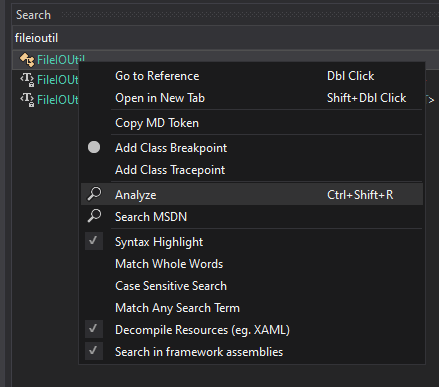 Search
fileioutil
FileIOUtil
FileIOUt
FileIOUt
>
Go to Reference Dbl Click
Open in New Tab Shift+Dbl Click
Copy MD Token
Add Class Breakpoint
Add Class Tracepoint
Analyze Ctrl+Shift+R
Search MSDN
Syntax Highlight
Match Whole Words
Case Sensitive Search
Match Any Search Term
Decompile Resources (eg. XAML)
Search in framework assemblies